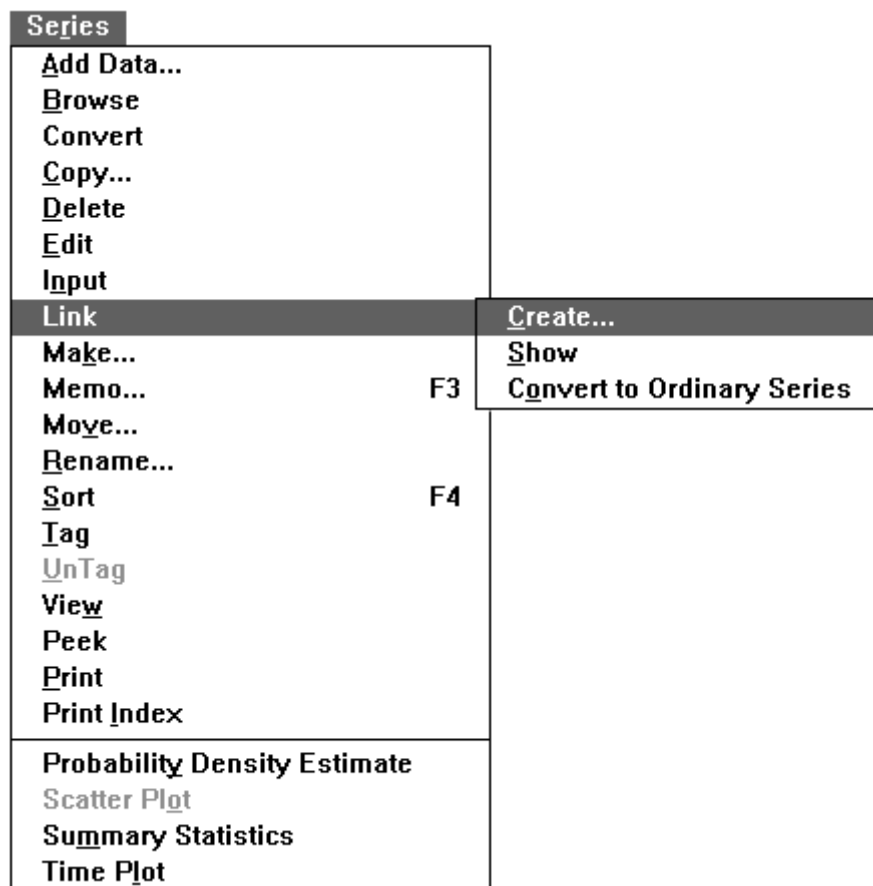 Series
Add Data...
Browse
Convert
Copy...
Delete
Edit
Input
Link
Create...
Make...
Show
Memo... F3
Convert to Ordinary Series
Move...
Rename...
Sort F4
Tag
UnTag
View
Peek
Print
Print Index
Probability Density Estimate
Scatter Plot
Summary Statistics
Time Plot